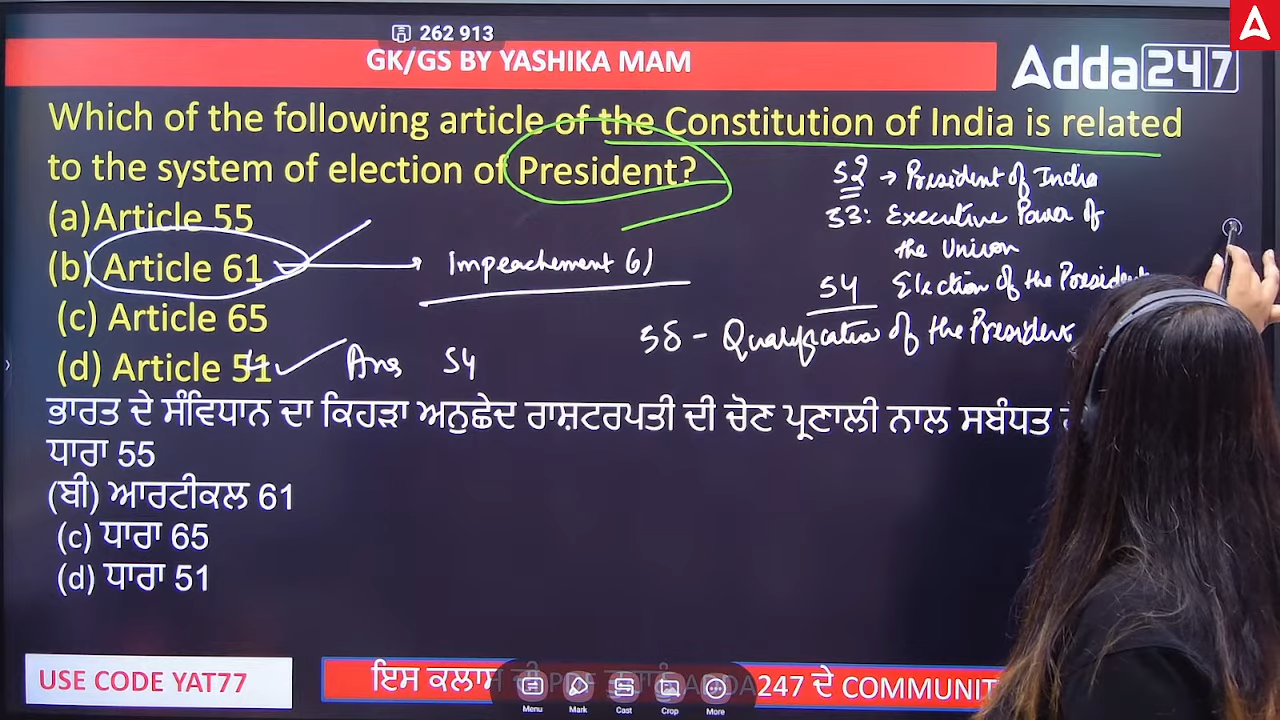 262 913
GK/GS BY YASHIKA MAM
Adda247
Which of the following article of the Constitution of India is related
to the system of election of President?
(a)Article 55
(b) Article 61
Impeachement 61
(c) Article 65
(d) Article 51
Ans 54
52 → President of India
53: Executive Power of
the Union
54 Election of the President
58 - Qualification of the President
ਭਾਰਤ ਦੇ ਸੰਵਿਧਾਨ ਦਾ ਕਿਹੜਾ ਅਨੁਛੇਦ ਰਾਸ਼ਟਰਪਤੀ ਦੀ ਚੋਣ ਪ੍ਰਣਾਲੀ ਨਾਲ ਸਬੰਧਤ
ਧਾਰਾ 55
(ਬੀ) ਆਰਟੀਕਲ 61
(c) ਧਾਰਾ 65
(d) ਧਾਰਾ 51
USE CODE YAT77
ਇਸ ਕਲਾਸ ਦੀ PDF ADDA 247 ਦੇ COMMUNIT
Menu Mark Cast Crop More